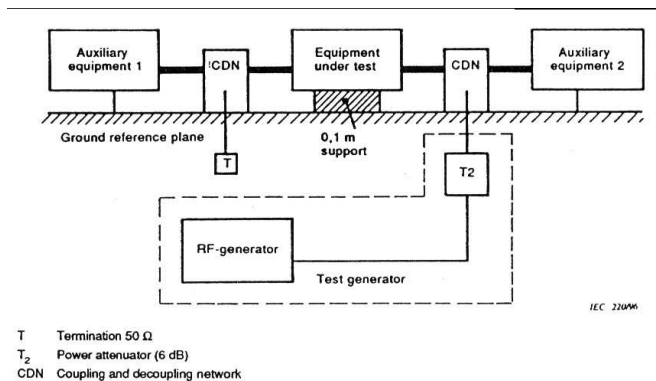 Auxiliary
equipment 1
CDN
Equipment
under test
CDN
Auxiliary
equipment 2
Ground reference plane
0,1 m
support
T
T2
RF-generator
Test generator
IEC 220/96
T Termination 50 Ω
T₂ Power attenuator (6 dB)
CDN Coupling and decoupling network